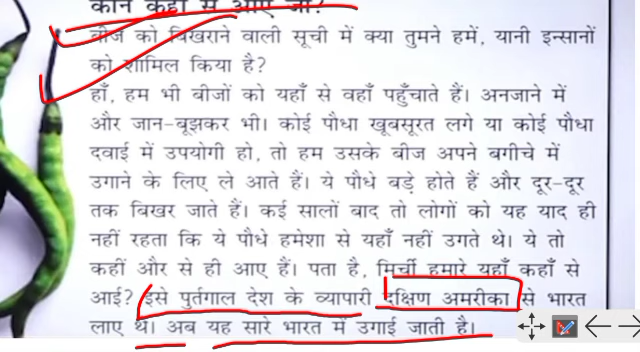 कौन कहाँ से आए जी?
बीज को बिखराने वाली सूची में क्या तुमने हमें, यानी इन्सानों
को शामिल किया है?
हाँ, हम भी बीजों को यहाँ से वहाँ पहुँचाते हैं। अनजाने में
और जान-बूझकर भी। कोई पौधा खूबसूरत लगे या कोई पौधा
दवाई में उपयोगी हो, तो हम उसके बीज अपने बगीचे में
उगाने के लिए ले आते हैं। ये पौधे बड़े होते हैं और दूर-दूर
तक बिखर जाते हैं। कई सालों बाद तो लोगों को यह याद ही
नहीं रहता कि ये पौधे हमेशा से यहाँ नहीं उगते थे। ये तो
कहीं और से ही आए हैं। पता है, मिर्ची हमारे यहाँ कहाँ से
आई? इसे पुर्तगाल देश के व्यापारी दक्षिण अमरीका से भारत
लाए थे। अब यह सारे भारत में उगाई जाती है।